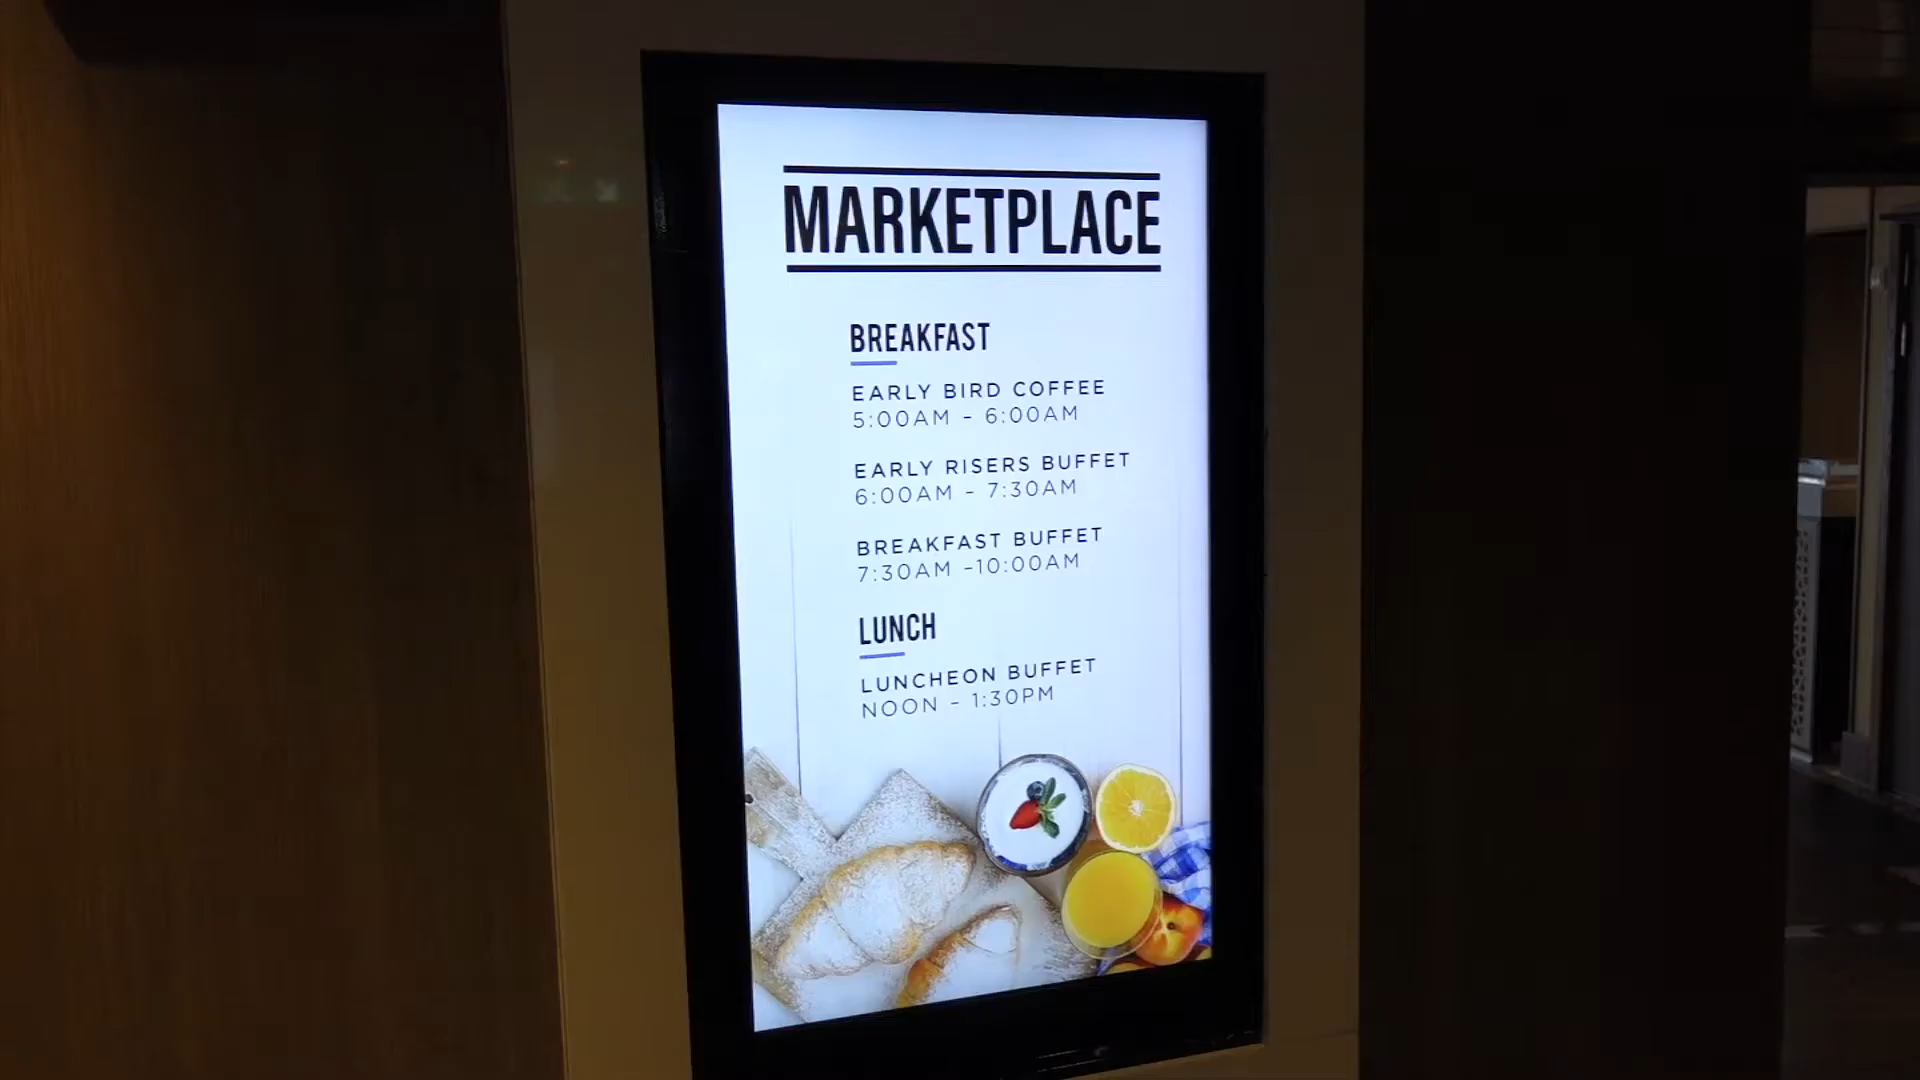 MARKETPLACE
BREAKFAST
EARLY BIRD COFFEE
5:00AM - 6:00AM
EARLY RISERS BUFFET
6:00AM - 7:30AM
BREAKFAST BUFFET
7:30AM -10:00AM
LUNCH
LUNCHEON BUFFET
NOON - 1:30PM